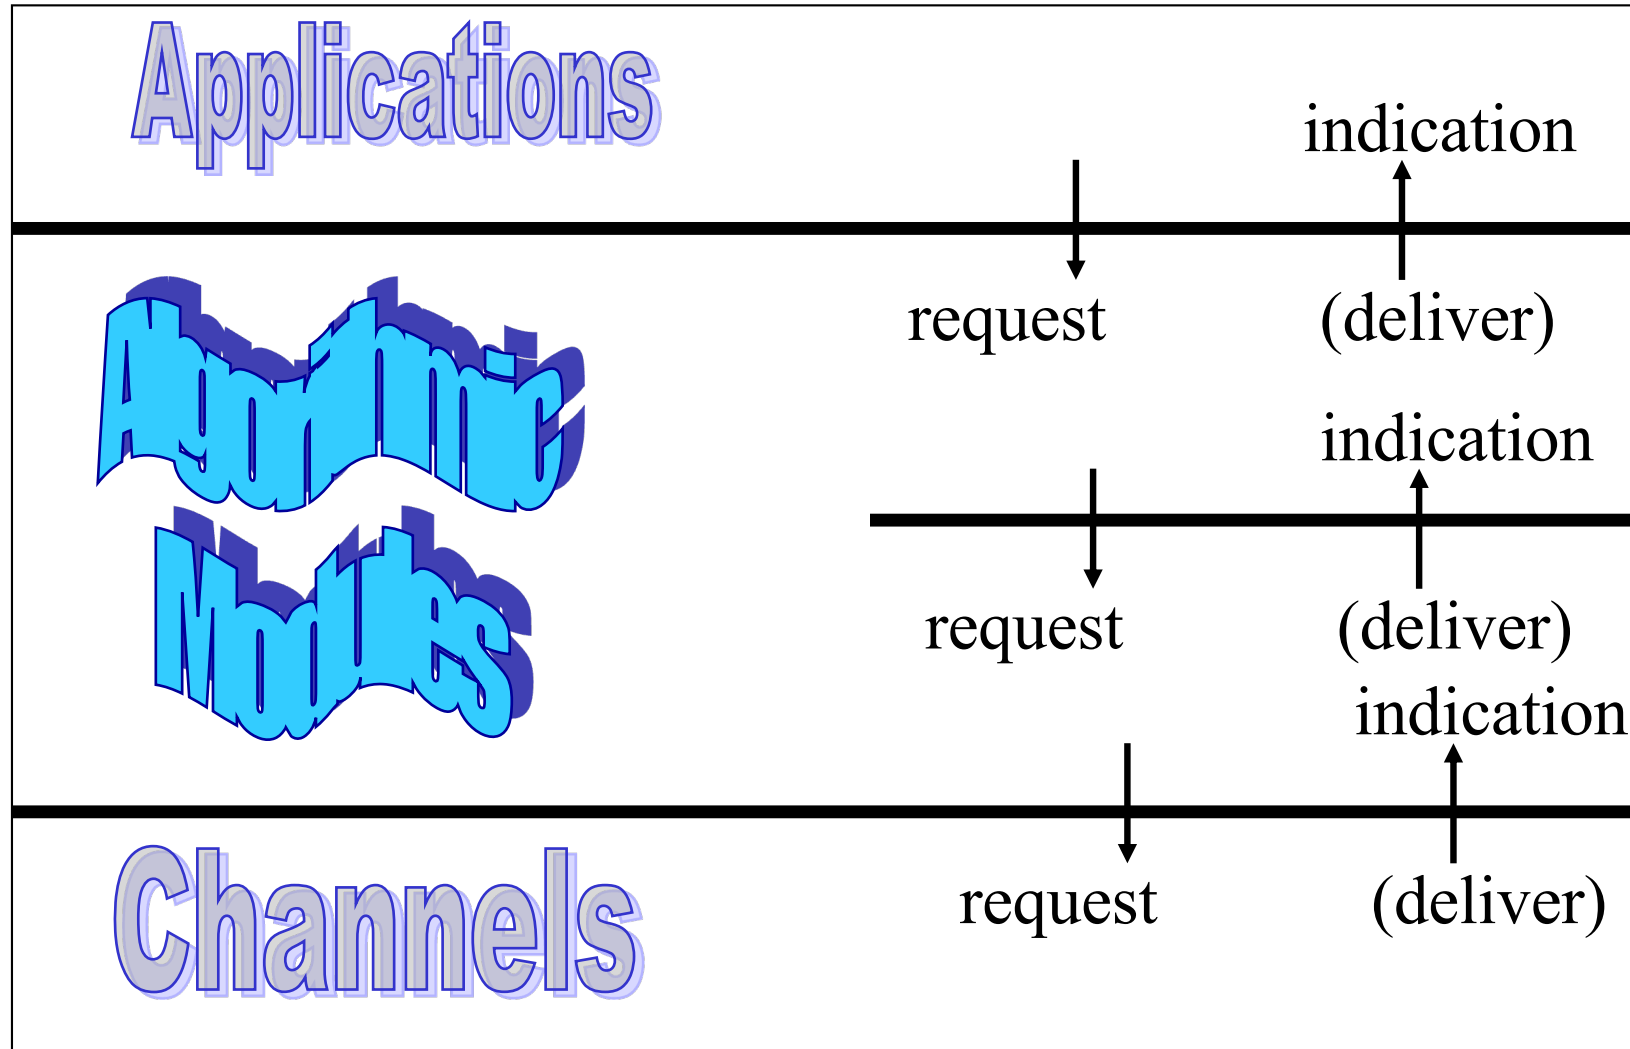 Applications
indication
request (deliver)
Algorithmic
indication
Modules
request (deliver)
indication
Channels
request (deliver)